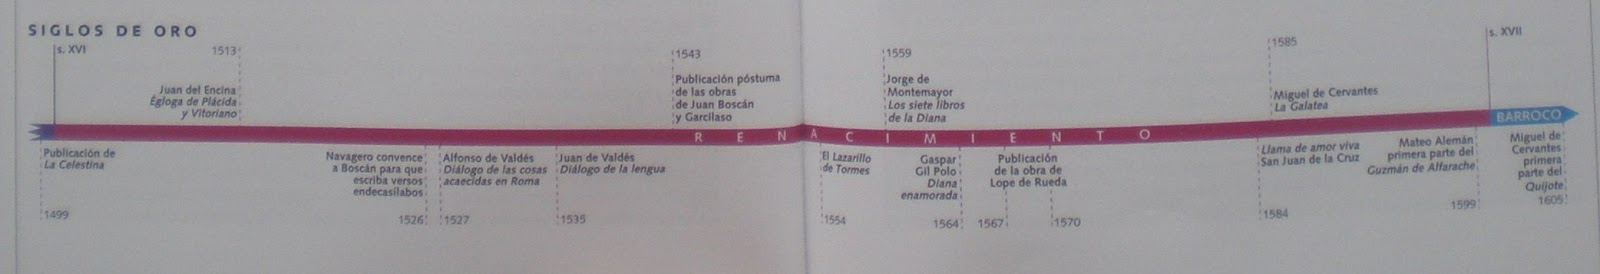 SIGLOS DE ORO
s. XVI
1513
Juan del Encina
Égloga de Plácida
y Vitoriano
1543
Publicación póstuma
de las obras
de Juan Boscán
y Garcilaso
1559
Jorge de
Montemayor
Los siete libros
de la Diana
1585
Miguel de Cervantes
La Galatea
s. XVII
RENACIMIENTO
BARROCO
Publicación de
La Celestina
1499
Navagero convence
a Boscán para que
escriba versos
endecasílabos
1526
Alfonso de Valdés
Diálogo de las cosas
acaecidas en Roma
1527
Juan de Valdés
Diálogo de la lengua
1535
El Lazarillo
de Tormes
1554
Gaspar
Gil Polo
Diana
enamorada
1564
Publicación
de la obra de
Lope de Rueda
1567
1570
Llama de amor viva
San Juan de la Cruz
1584
Mateo Alemán
primera parte del
Guzmán de Alfarache
1599
Miguel de
Cervantes
primera
parte del
Quijote
1605